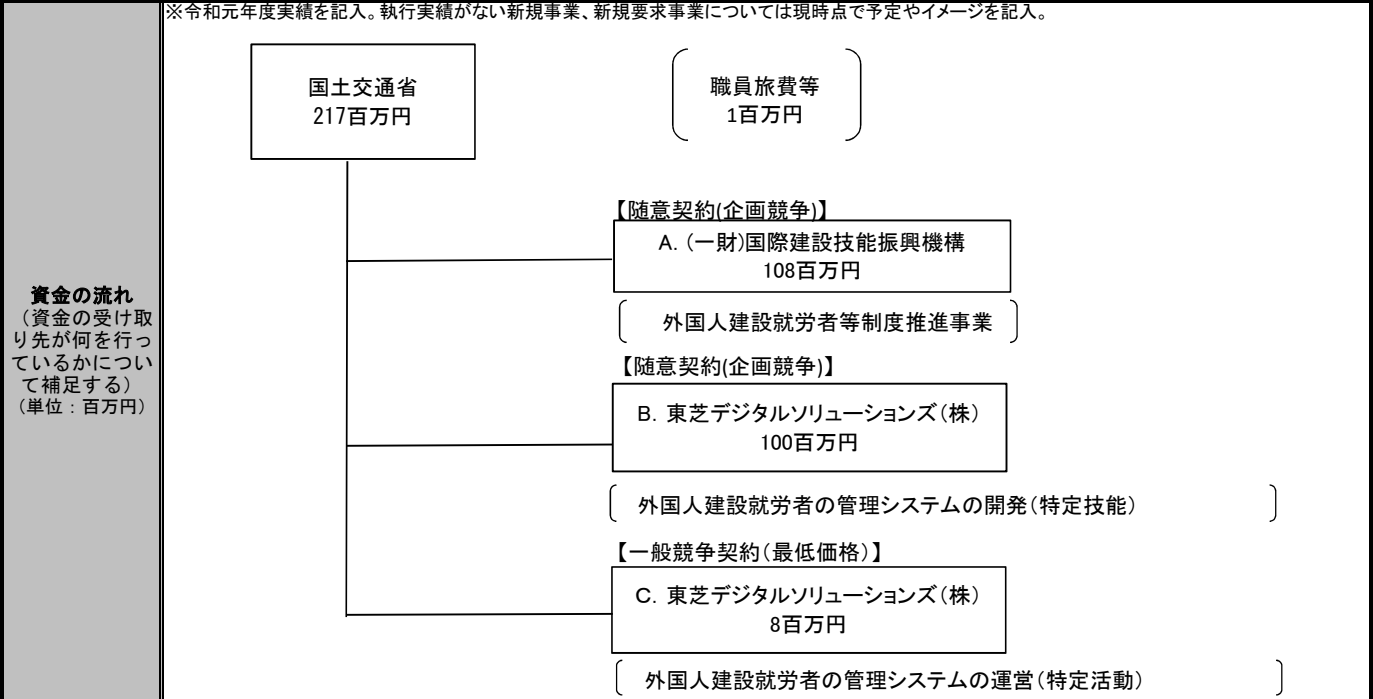 ※令和元年度実績を記入。執行実績がない新規事業、新規要求事業については現時点で予定やイメージを記入。
国土交通省
217百万円
職員旅費等
1百万円
【随意契約(企画競争)】
A. (一財)国際建設技能振興機構
108百万円
外国人建設就労者等制度推進事業
【随意契約(企画競争)】
B. 東芝デジタルソリューションズ(株)
100百万円
外国人建設就労者の管理システムの開発(特定技能)
【一般競争契約(最低価格)】
C. 東芝デジタルソリューションズ(株)
8百万円
外国人建設就労者の管理システムの運営(特定活動)
資金の流れ
(資金の受け取
り先が何を行っ
ているかについ
て補足する)
(単位:百万円)